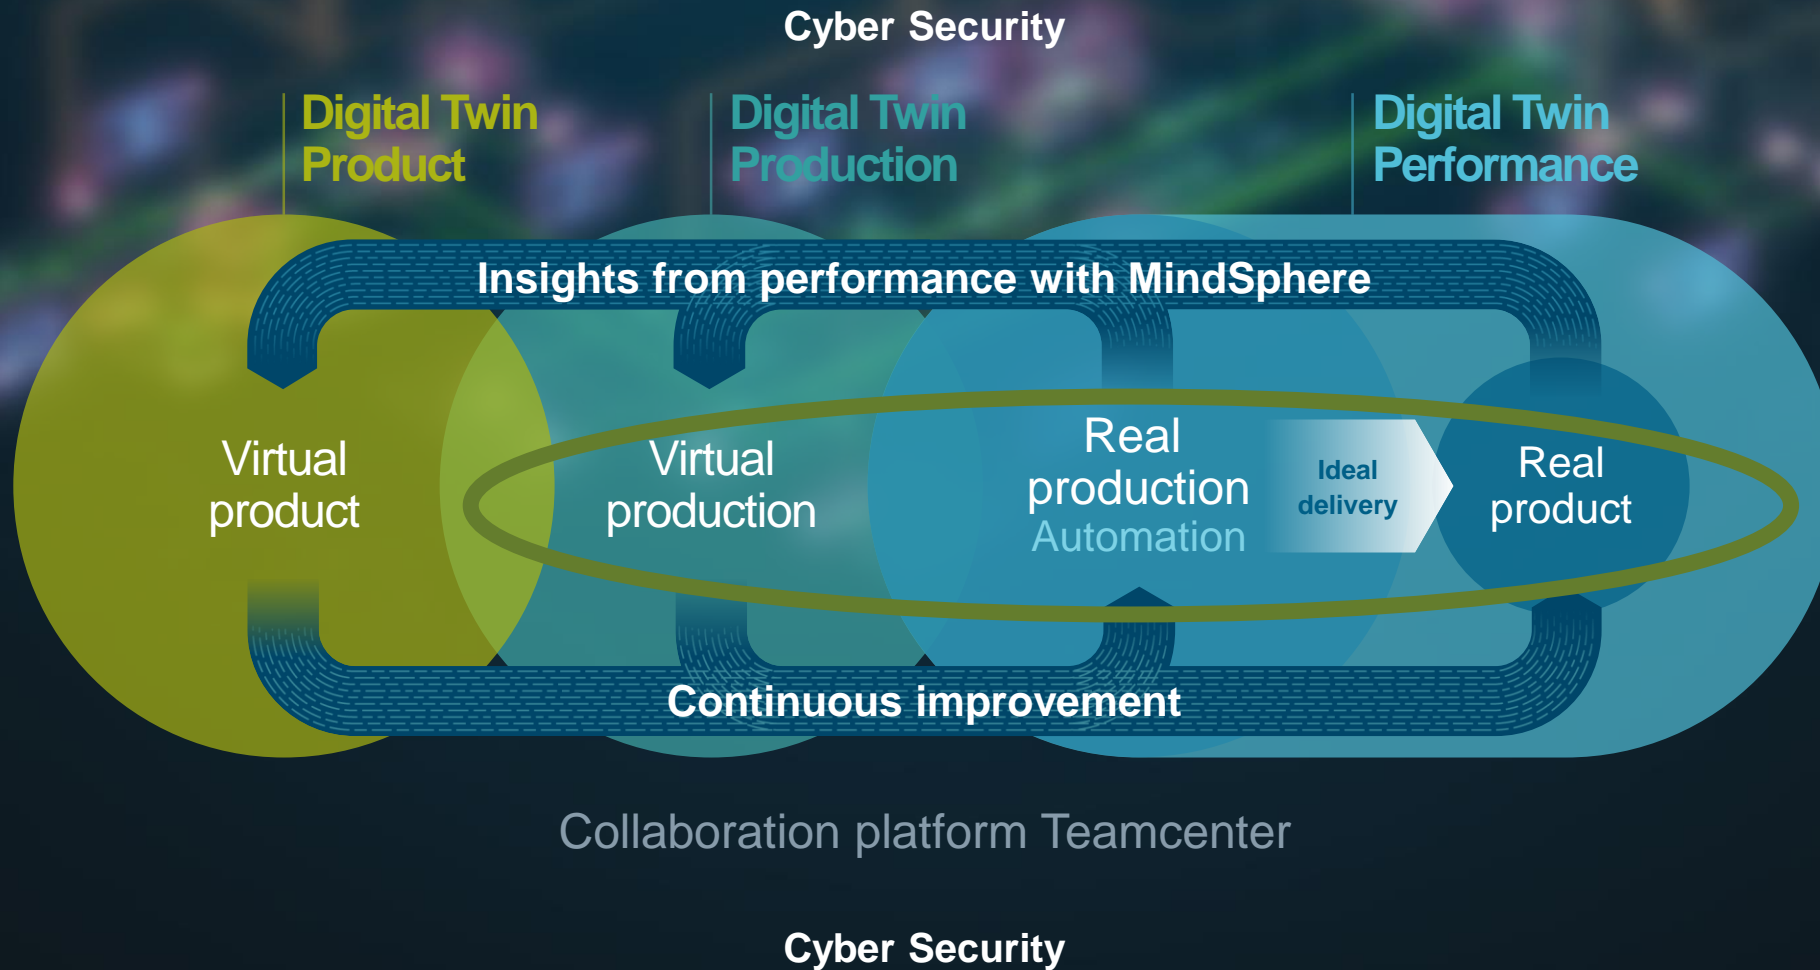 Cyber Security
Digital Twin
Product
Digital Twin
Production
Digital Twin
Performance
Insights from performance with MindSphere
Virtual
product
Virtual
production
Real
production
Automation
Ideal
delivery
Real
product
Continuous improvement
Collaboration platform Teamcenter
Cyber Security